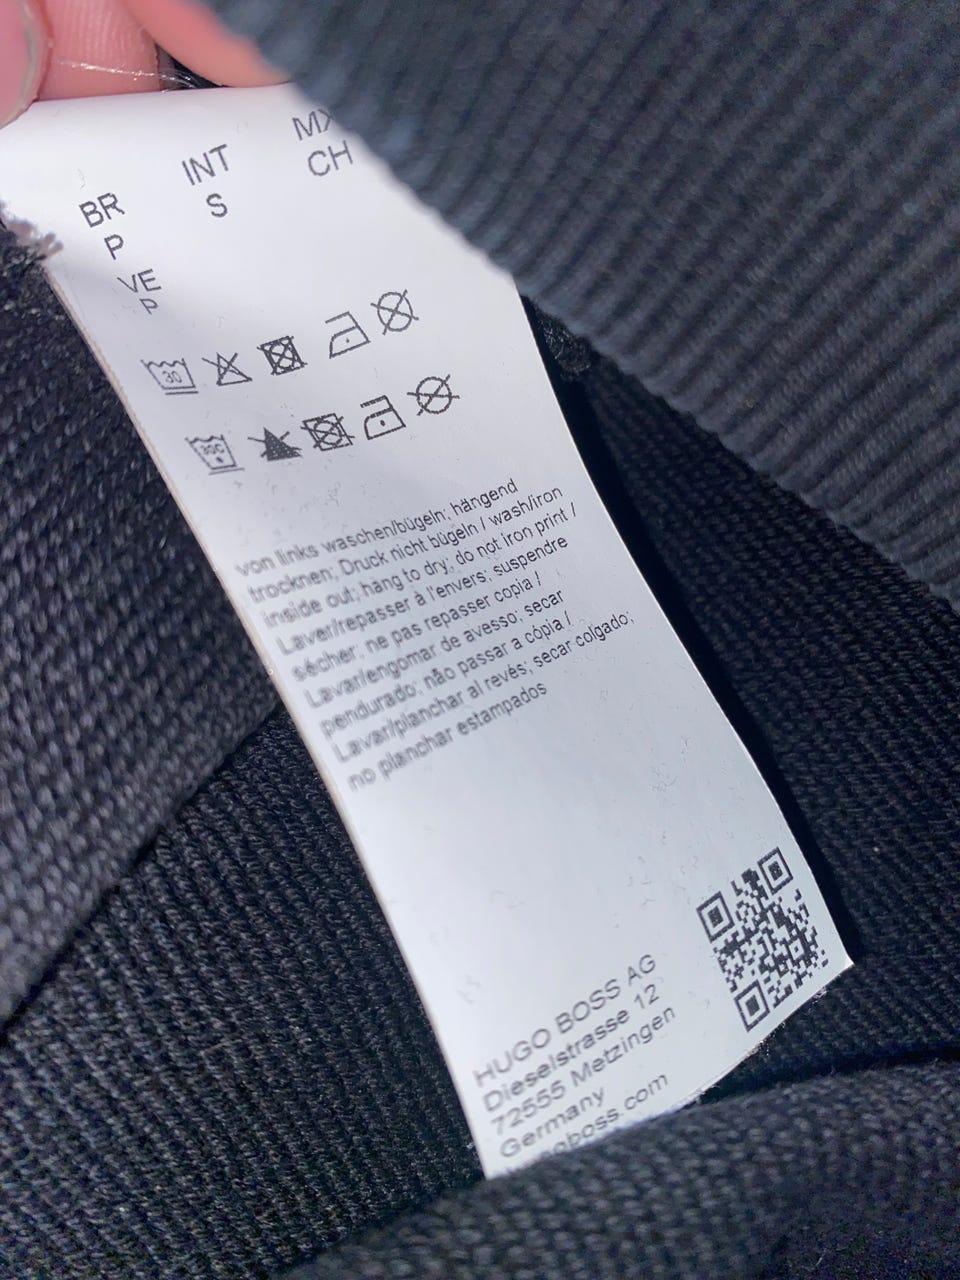 BR INT MX
P S CH
VE
P
30
30C
von links waschen/bügeln; hängend
trocknen; Druck nicht bügeln / wash/iron
inside out; hang to dry; do not iron print /
Laver/repasser à l'envers; suspendre
sécher; ne pas repasser copia /
Lavar/engomar de avesso; secar
pendurado; não passar a cópia /
Lavar/planchar al revés; secar colgado;
no planchar estampados
HUGO BOSS AG
Dieselstrasse 12
72555 Metzingen
Germany